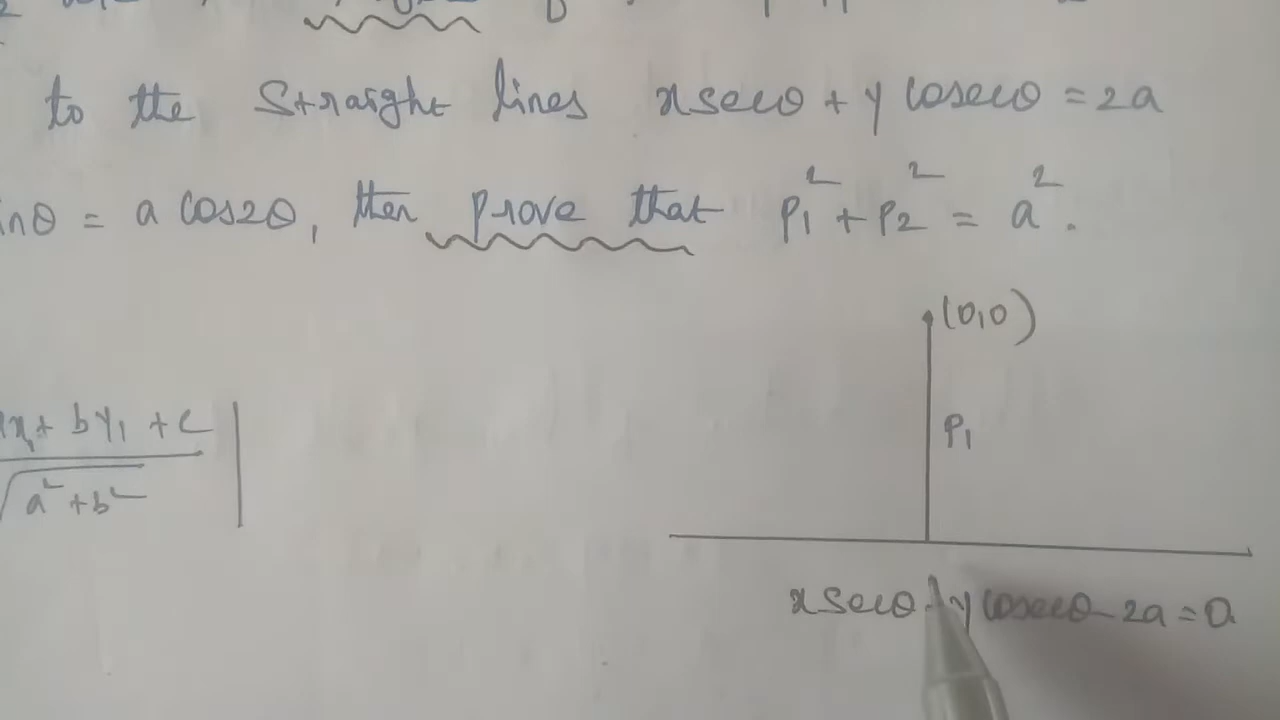 to the straight lines x secθ + y cosecθ = 2a
inθ = a cos2θ, then prove that p₁² + p₂² = a².
(0,0)
x₁ + by₁ + c
√a² + b²
p₁
x secθ + y cosecθ - 2a = 0